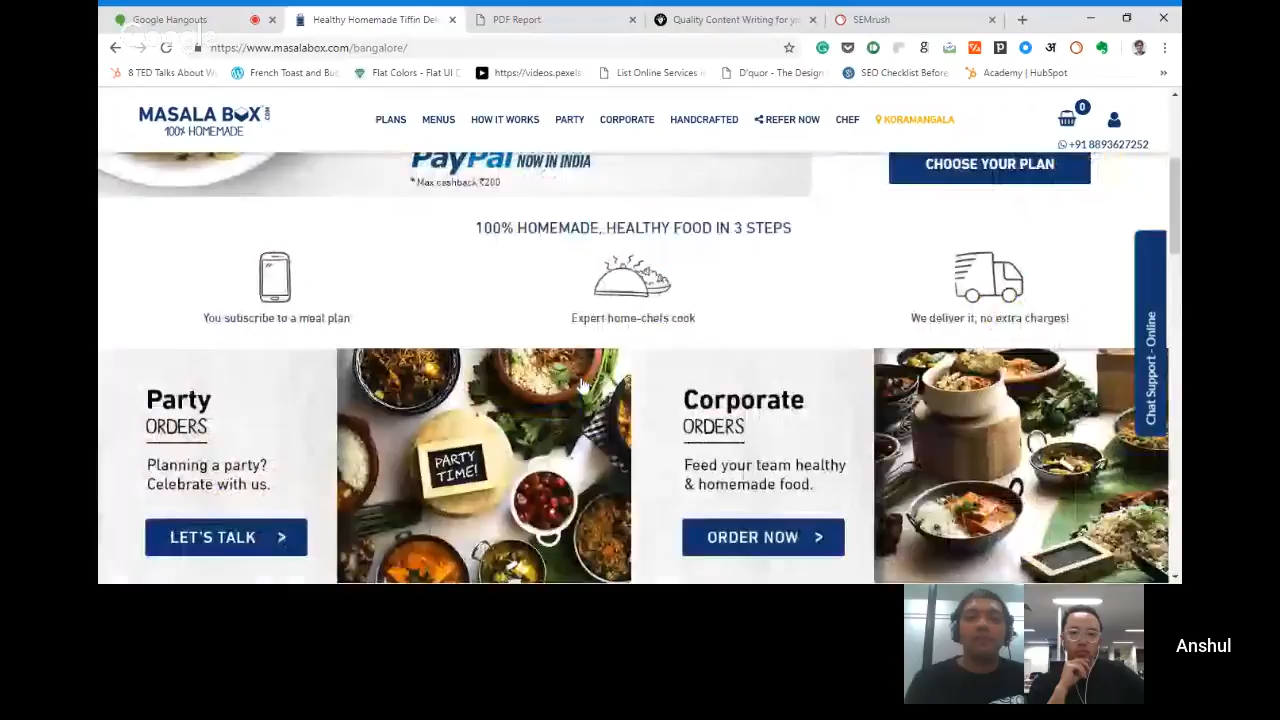 Google Hangouts
Healthy Homemade Tiffin Del
PDF Report
Quality Content Writing for yo
SEMrush
Google
https://www.masalabox.com/bangalore/
8 TED Talks About W
French Toast and Buc
Flat Colors - Flat UI C
https://videos.pexels
List Online Services i
D'quor - The Design
SEO Checklist Before
Academy | HubSpot
MASALA BOX.COM
100% HOMEMADE
PLANS
MENUS
HOW IT WORKS
PARTY
CORPORATE
HANDCRAFTED
REFER NOW
CHEF
KORAMANGALA
0
+91 8893627252
PayPal NOW IN INDIA
*Max cashback ₹200
CHOOSE YOUR PLAN
100% HOMEMADE, HEALTHY FOOD IN 3 STEPS
You subscribe to a meal plan
Expert home-chefs cook
We deliver it, no extra charges!
Chat Support - Online
Party
ORDERS
Planning a party?
Celebrate with us.
LET'S TALK >
PARTY
TIME!
Corporate
ORDERS
Feed your team healthy
& homemade food.
ORDER NOW >
Anshul